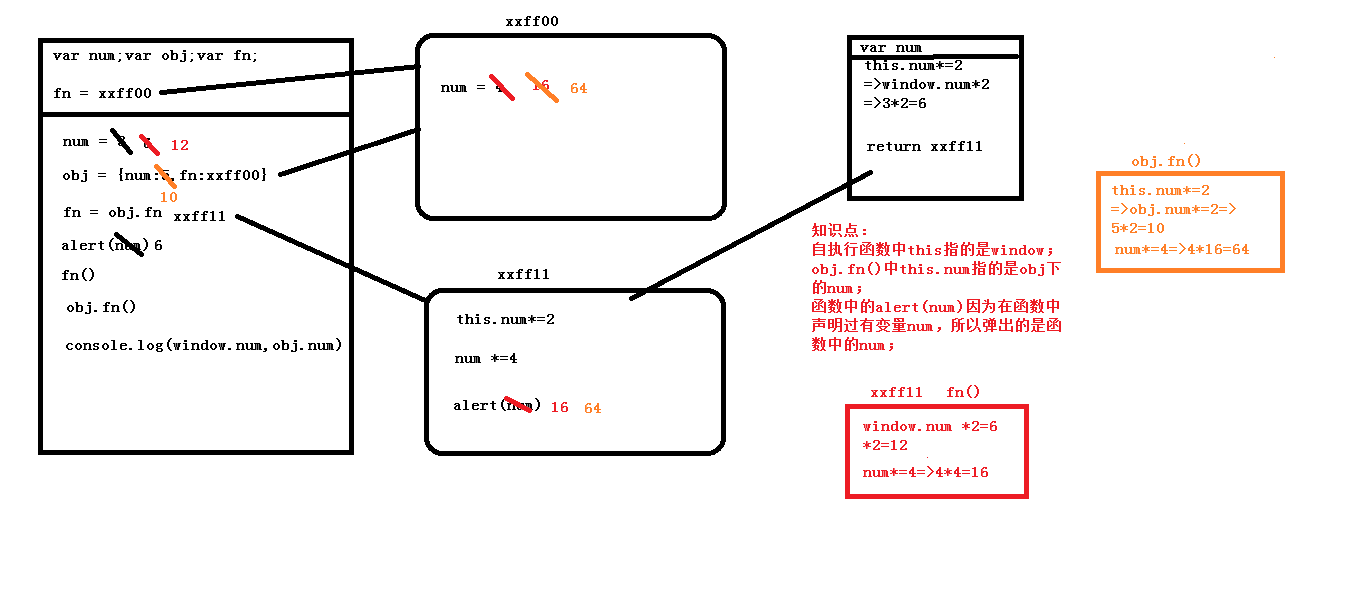 var num;var obj;var fn;
fn = xxff00
num = 12
obj = {num:5,fn:xxff00}
10
fn = obj.fn xxff11
alert(num) 6
fn()
obj.fn()
console.log(window.num,obj.num)
xxff00
num = 4 16 64
xxff11
this.num*=2
num *=4
alert(num) 16 64
var num
this.num*=2
=>window.num*2
=>3*2=6
return xxff11
知识点：
自执行函数中this指的是window；
obj.fn()中this.num指的是obj下
的num；
函数中的alert(num)因为在函数中
声明过有变量num，所以弹出的是函
数中的num；
xxff11 fn()
window.num *2=6
*2=12
num*=4=>4*4=16
obj.fn()
this.num*=2
=>obj.num*=2=>
5*2=10
num*=4=>4*16=64